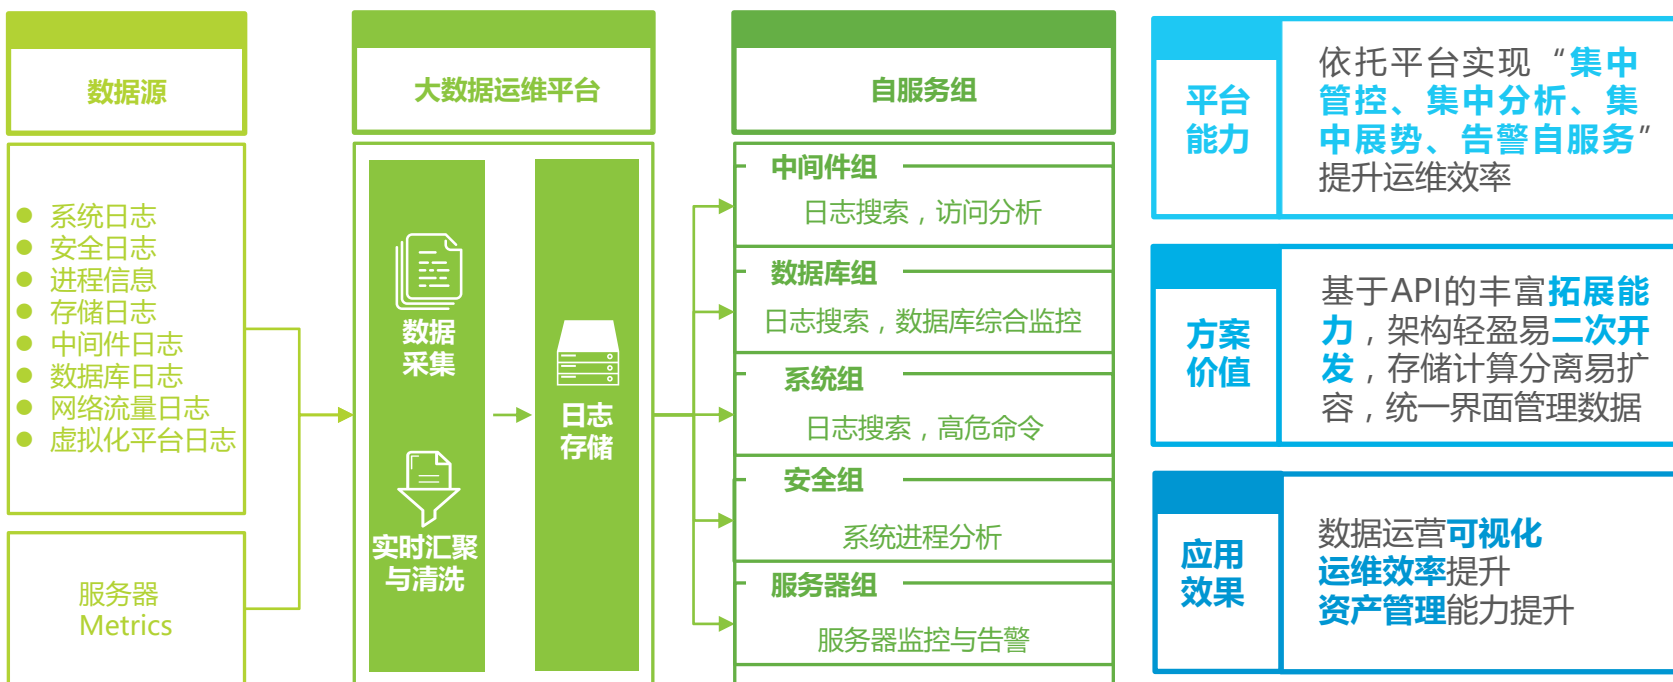 数据源
系统日志
安全日志
进程信息
存储日志
中间件日志
数据库日志
网络流量日志
虚拟化平台日志
服务器
Metrics
大数据运维平台
数据
采集
实时汇聚
与清洗
日志
存储
自服务组
中间件组
日志搜索，访问分析
数据库组
日志搜索，数据库综合监控
系统组
日志搜索，高危命令
安全组
系统进程分析
服务器组
服务器监控与告警
平台
能力
依托平台实现“集中
管控、集中分析、集
中展势、告警自服务”
提升运维效率
方案
价值
基于API的丰富拓展能
力，架构轻盈易二次开
发，存储计算分离易扩
容，统一界面管理数据
应用
效果
数据运营可视化
运维效率提升
资产管理能力提升